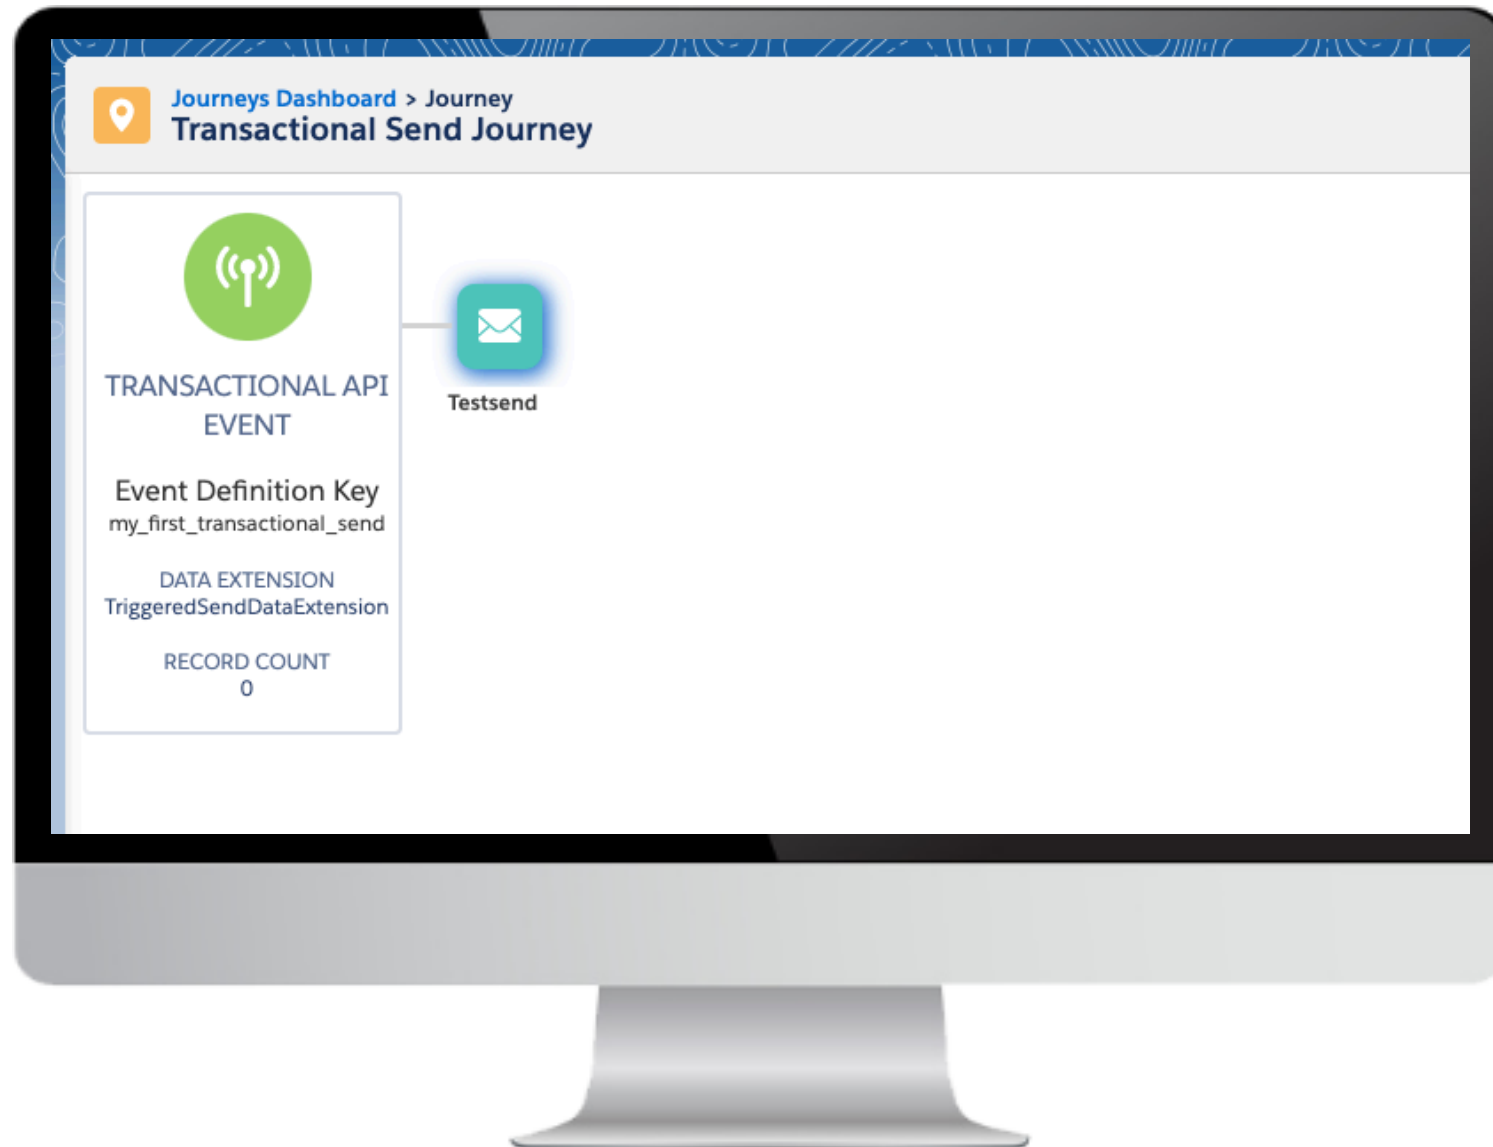 Journeys Dashboard > Journey
Transactional Send Journey
TRANSACTIONAL API
EVENT
Event Definition Key
my_first_transactional_send
DATA EXTENSION
TriggeredSendDataExtension
RECORD COUNT
0
Testsend